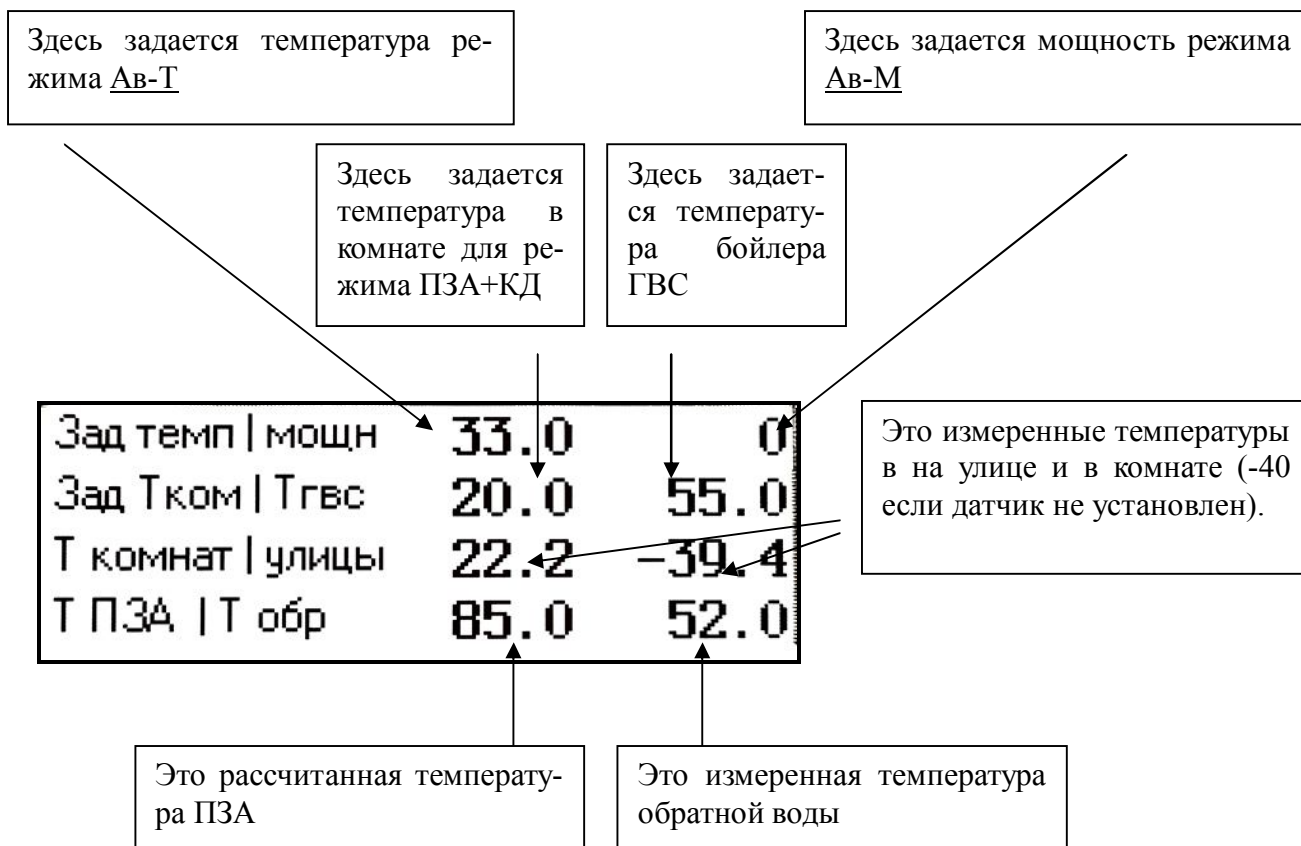 Здесь задается температура ре-
жима Ав-Т
Здесь задается мощность режима
Ав-М
Здесь задается
температура в
комнате для ре-
жима ПЗА+КД
Здесь задает-
ся температу-
ра бойлера
ГВС
Зад темп | мощн 33.0 0
Зад Тком | Тгвс 20.0 55.0
Т комнат | улицы 22.2 -39.4
Т ПЗА | Т обр 85.0 52.0
Это измеренные температуры
в на улице и в комнате (-40
если датчик не установлен).
Это рассчитанная температу-
ра ПЗА
Это измеренная температура
обратной воды